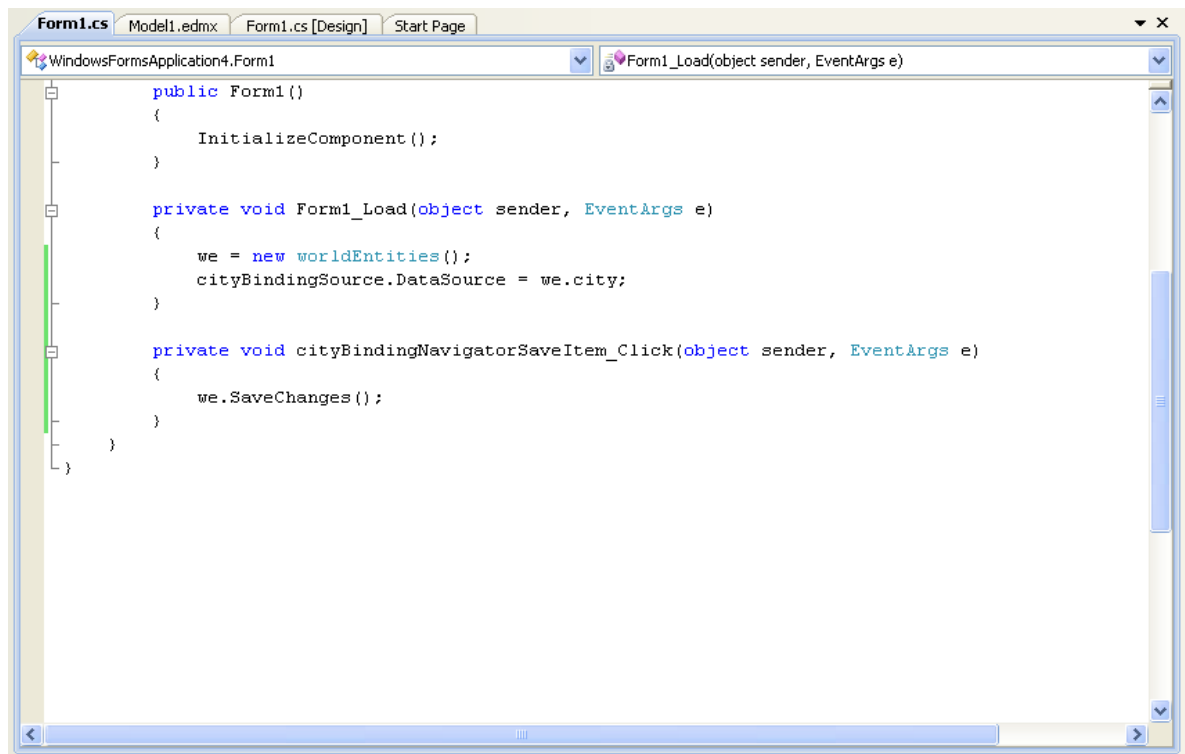 Form1.cs Model1.edmx Form1.cs [Design] Start Page
WindowsFormsApplication4.Form1 Form1_Load(object sender, EventArgs e)
public Form1()
{
InitializeComponent();
}
private void Form1_Load(object sender, EventArgs e)
{
we = new worldEntities();
cityBindingSource.DataSource = we.city;
}
private void cityBindingNavigatorSaveItem_Click(object sender, EventArgs e)
{
we.SaveChanges();
}
}
}